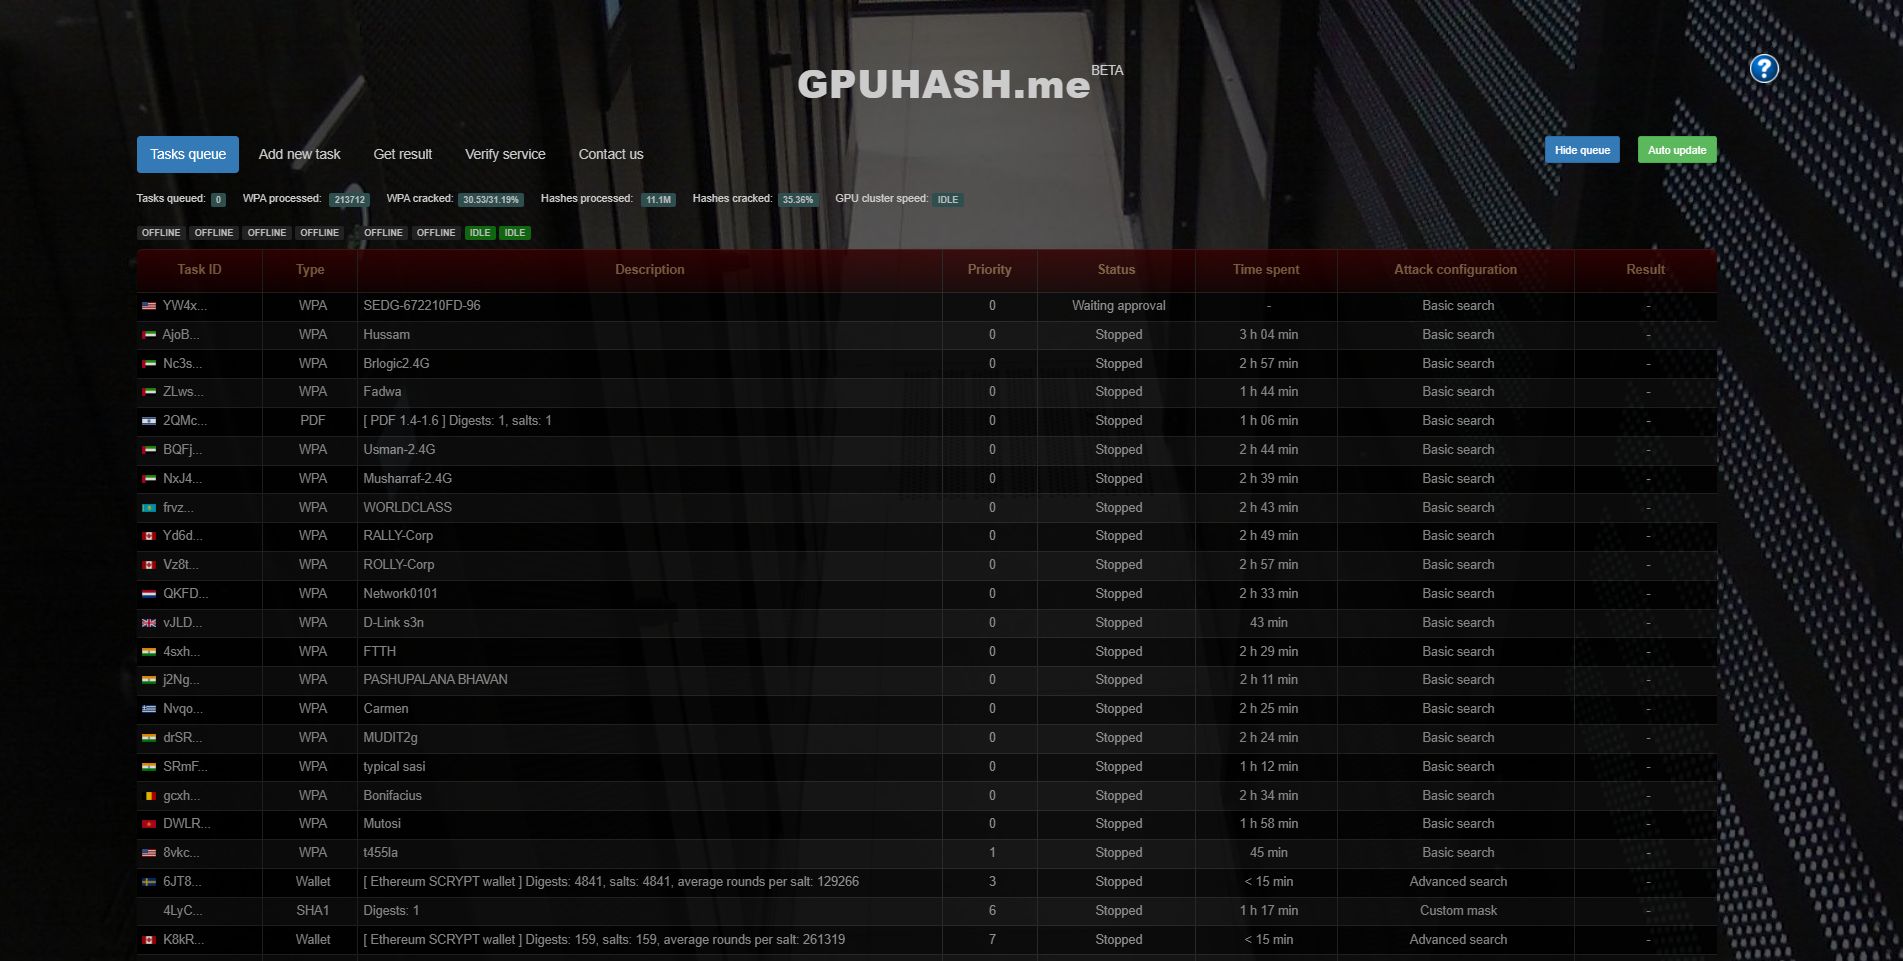 GPUHASH.me BETA
?
Tasks queue Add new task Get result Verify service Contact us Hide queue Auto update
Tasks queued: 0 WPA processed: 213712 WPA cracked: 30.53/31.19% Hashes processed: 11.1M Hashes cracked: 35.36% GPU cluster speed: IDLE
OFFLINE OFFLINE OFFLINE OFFLINE OFFLINE OFFLINE IDLE IDLE
Task ID Type Description Priority Status Time spent Attack configuration Result
YW4x... WPA SEDG-672210FD-96 0 Waiting approval - Basic search -
AjoB... WPA Hussam 0 Stopped 3 h 04 min Basic search -
Nc3s... WPA Brlogic2.4G 0 Stopped 2 h 57 min Basic search -
ZLws... WPA Fadwa 0 Stopped 1 h 44 min Basic search -
2QMc... PDF [ PDF 1.4-1.6 ] Digests: 1, salts: 1 0 Stopped 1 h 06 min Basic search -
BQFj... WPA Usman-2.4G 0 Stopped 2 h 44 min Basic search -
NxJ4... WPA Musharraf-2.4G 0 Stopped 2 h 39 min Basic search -
frvz... WPA WORLDCLASS 0 Stopped 2 h 43 min Basic search -
Yd6d... WPA RALLY-Corp 0 Stopped 2 h 49 min Basic search -
Vz8t... WPA ROLLY-Corp 0 Stopped 2 h 57 min Basic search -
QKFD... WPA Network0101 0 Stopped 2 h 33 min Basic search -
vJLD... WPA D-Link s3n 0 Stopped 43 min Basic search -
4sxh... WPA FTTH 0 Stopped 2 h 29 min Basic search -
j2Ng... WPA PASHUPALANA BHAVAN 0 Stopped 2 h 11 min Basic search -
Nvqo... WPA Carmen 0 Stopped 2 h 25 min Basic search -
drSR... WPA MUDIT2g 0 Stopped 2 h 24 min Basic search -
SRmF... WPA typical sasi 0 Stopped 1 h 12 min Basic search -
gcxh... WPA Bonifacius 0 Stopped 2 h 34 min Basic search -
DWLR... WPA Mutosi 0 Stopped 1 h 58 min Basic search -
8vkc... WPA t455la 1 Stopped 45 min Basic search -
6JT8... Wallet [ Ethereum SCRYPT wallet ] Digests: 4841, salts: 4841, average rounds per salt: 129266 3 Stopped < 15 min Advanced search -
4LyC... SHA1 Digests: 1 6 Stopped 1 h 17 min Custom mask -
K8kR... Wallet [ Ethereum SCRYPT wallet ] Digests: 159, salts: 159, average rounds per salt: 261319 7 Stopped < 15 min Advanced search -